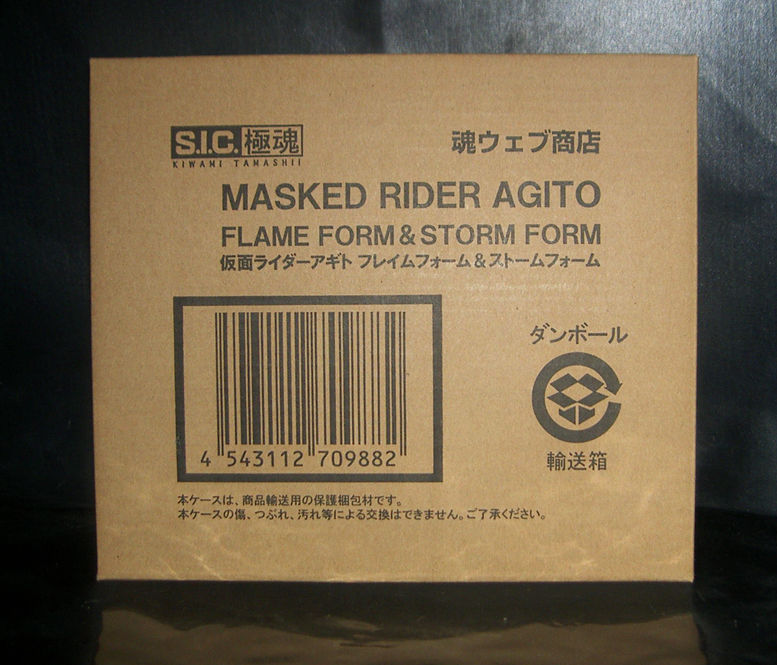 S.I.C. 極魂
KIWAMI TAMASHII
魂ウェブ商店
MASKED RIDER AGITO
FLAME FORM & STORM FORM
仮面ライダーアギト フレイムフォーム&ストームフォーム
4 543112 709882
ダンボール
輸送箱
本ケースは、商品輸送用の保護梱包材です。
本ケースの傷、つぶれ、汚れ等による交換はできません。ご了承ください。